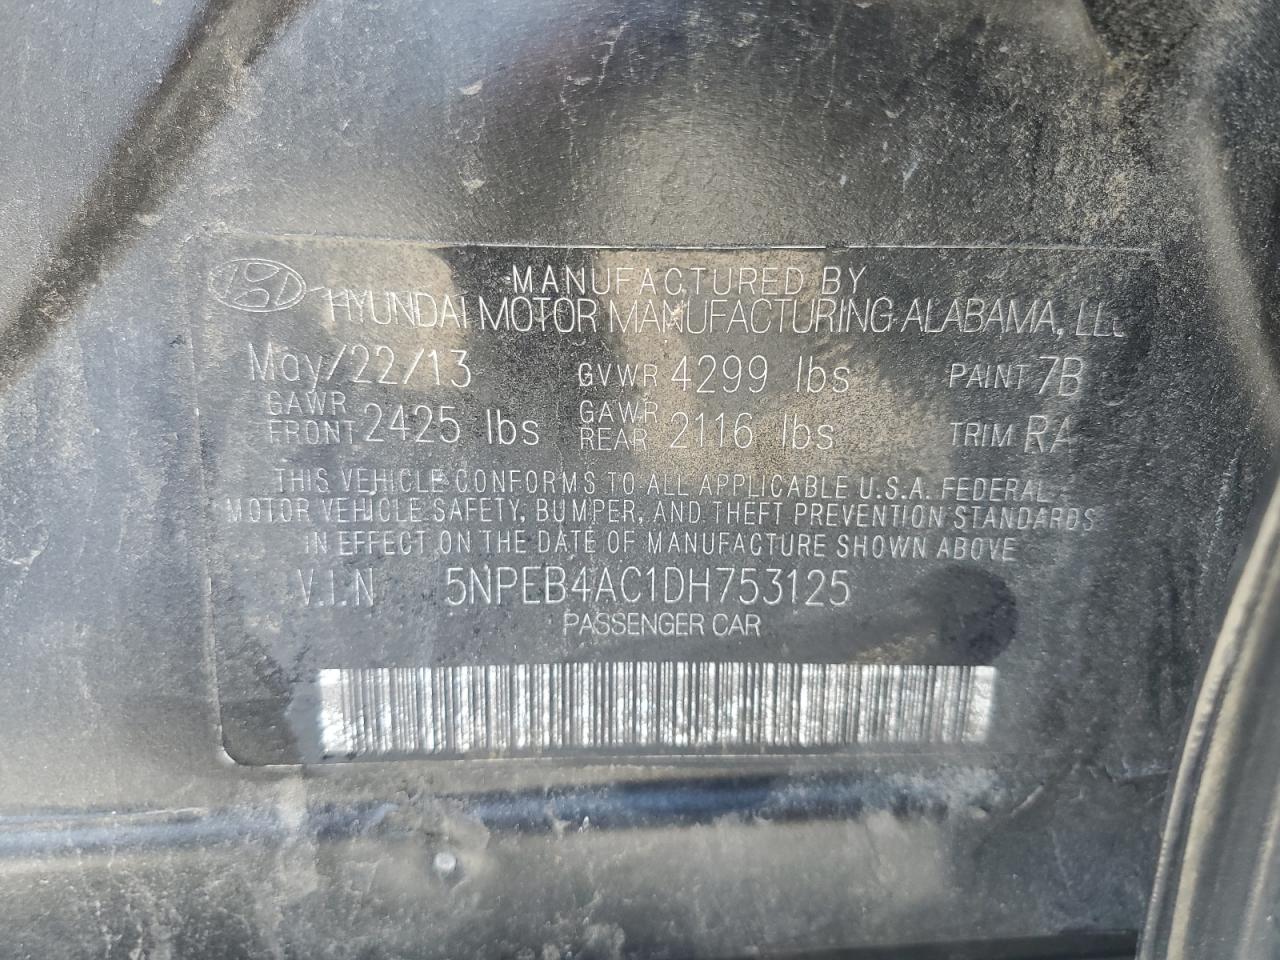 MANUFACTURED BY
HYUNDAI MOTOR MANUFACTURING ALABAMA, LLC
May/22/13 GVWR 4299 lbs PAINT 7B
GAWR FRONT 2425 lbs GAWR REAR 2116 lbs TRIM RA
THIS VEHICLE CONFORMS TO ALL APPLICABLE U.S.A. FEDERAL
MOTOR VEHICLE SAFETY, BUMPER, AND THEFT PREVENTION STANDARDS
IN EFFECT ON THE DATE OF MANUFACTURE SHOWN ABOVE
V.I.N 5NPEB4AC1DH753125
PASSENGER CAR